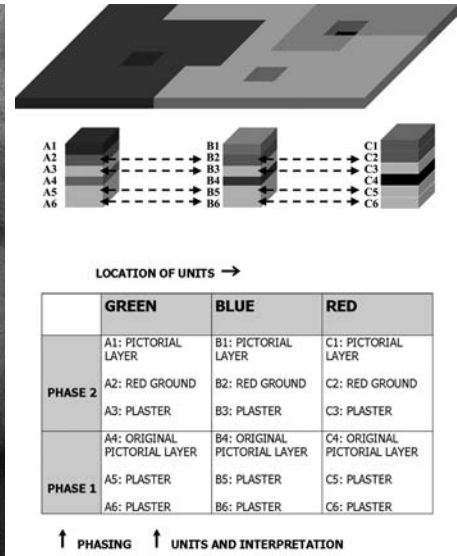 A1 B1 C1
A2 B2 C2
A3 B3 C3
A4 B4 C4
A5 B5 C5
A6 B6 C6
LOCATION OF UNITS →
GREEN BLUE RED
PHASE 2
A1: PICTORIAL
LAYER
A2: RED GROUND
A3: PLASTER
B1: PICTORIAL
LAYER
B2: RED GROUND
B3: PLASTER
C1: PICTORIAL
LAYER
C2: RED GROUND
C3: PLASTER
PHASE 1
A4: ORIGINAL
PICTORIAL LAYER
A5: PLASTER
A6: PLASTER
B4: ORIGINAL
PICTORIAL LAYER
B5: PLASTER
B6: PLASTER
C4: ORIGINAL
PICTORIAL LAYER
C5: PLASTER
C6: PLASTER
↑ PHASING ↑ UNITS AND INTERPRETATION